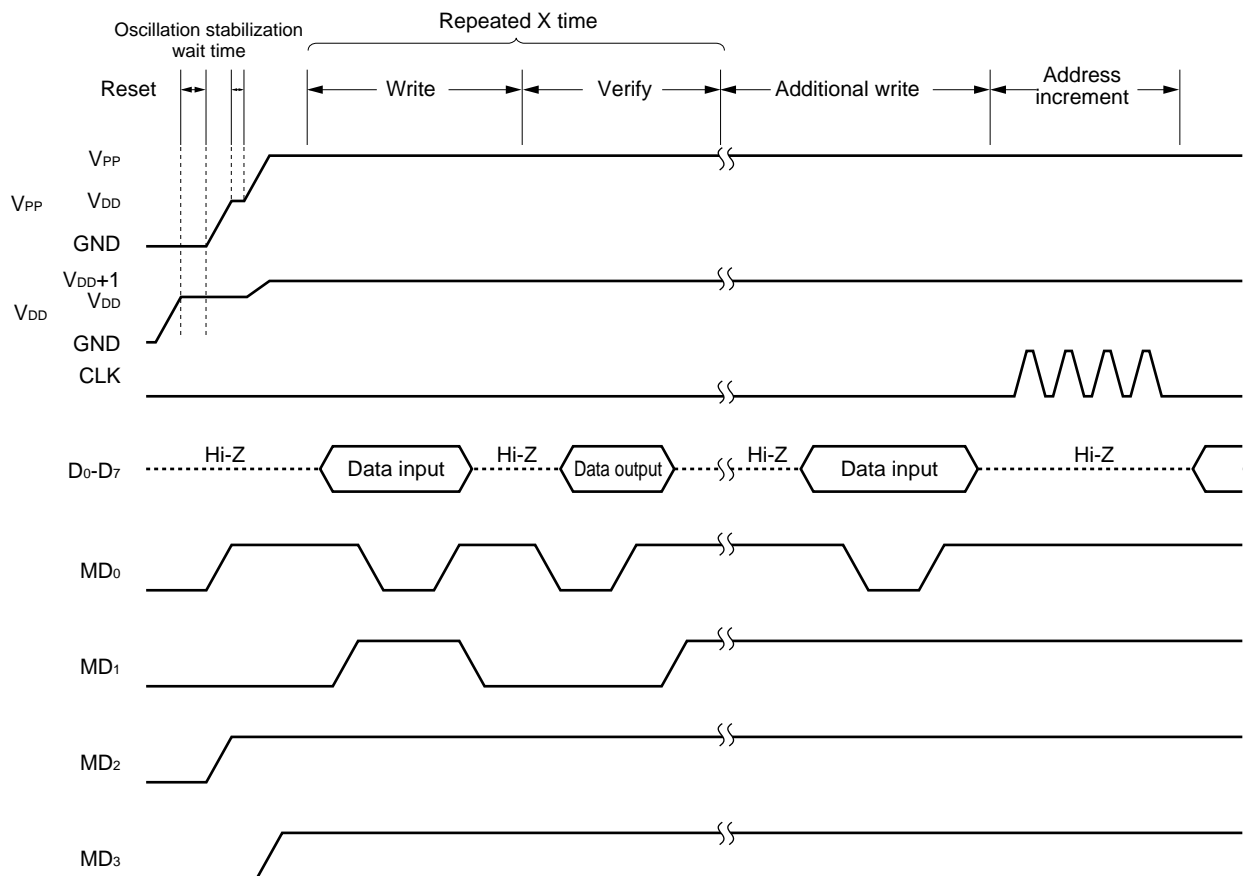 Repeated X time
Oscillation stabilization
wait time
Reset
Write
Verify
Additional write
Address
increment
VPP
VPP
VDD
GND
VDD+1
VDD
VDD
GND
CLK
D0-D7
Hi-Z
Data input
Hi-Z
Data output
Hi-Z
Data input
Hi-Z
MD0
MD1
MD2
MD3